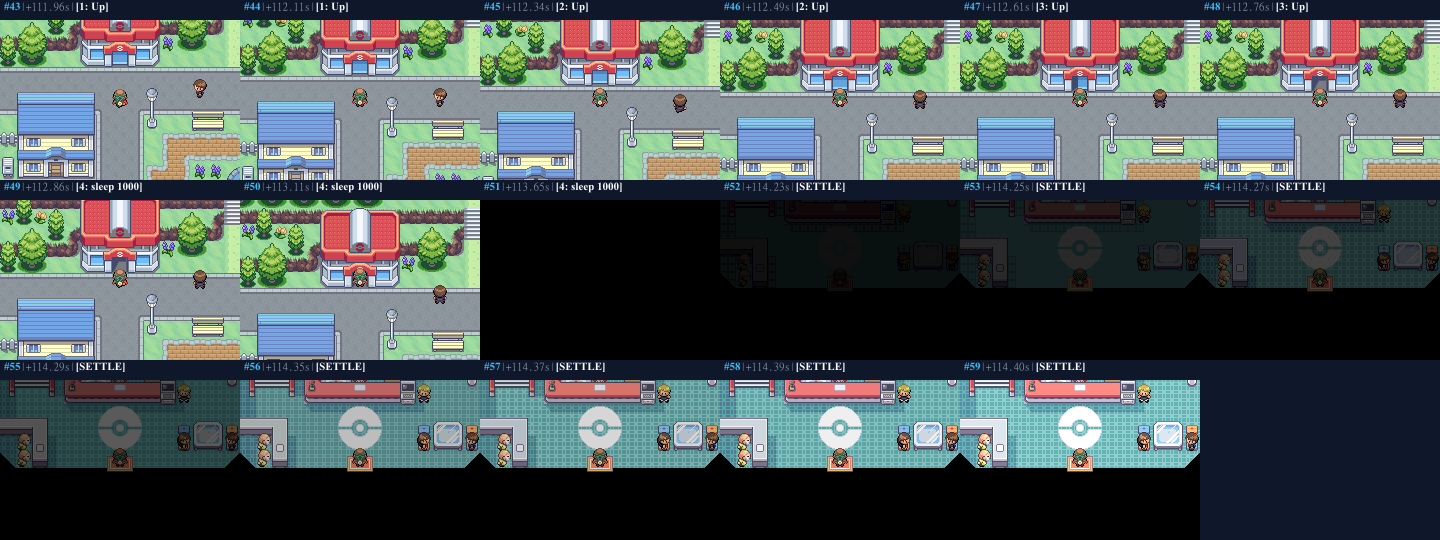 #43|+111.96s|[1: Up]
#44|+112.11s|[1: Up]
#45|+112.34s|[2: Up]
#46|+112.49s|[2: Up]
#47|+112.61s|[3: Up]
#48|+112.76s|[3: Up]
#49|+112.86s|[4: sleep 1000]
#50|+113.11s|[4: sleep 1000]
#51|+113.65s|[4: sleep 1000]
#52|+114.23s|[SETTLE]
#53|+114.25s|[SETTLE]
#54|+114.27s|[SETTLE]
#55|+114.29s|[SETTLE]
#56|+114.35s|[SETTLE]
#57|+114.37s|[SETTLE]
#58|+114.39s|[SETTLE]
#59|+114.40s|[SETTLE]